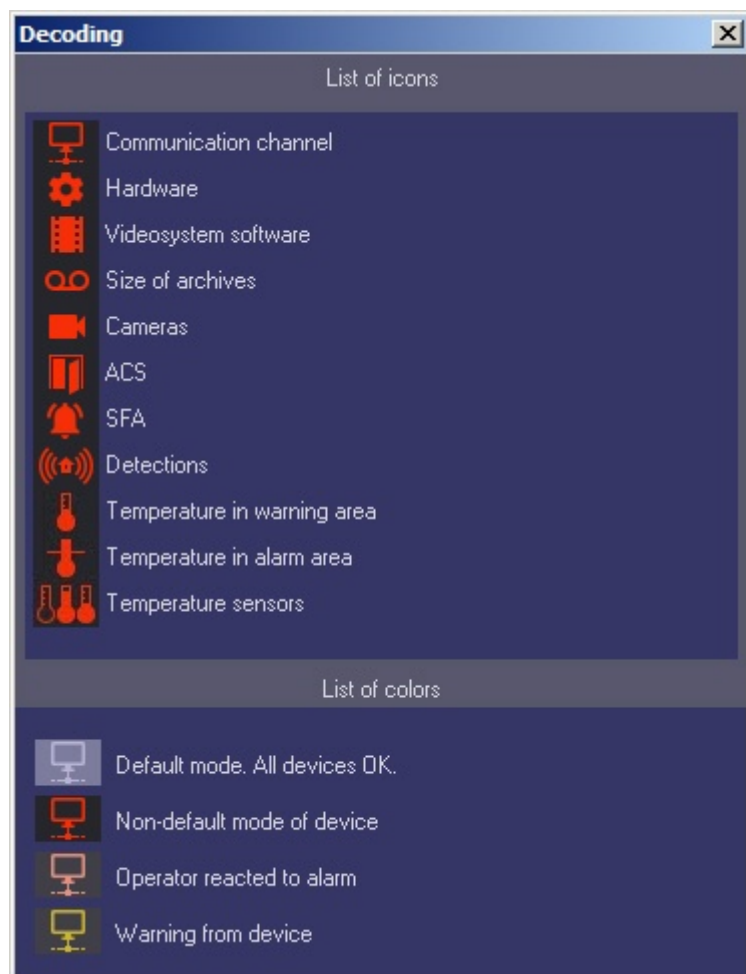 Decoding
List of icons
Communication channel
Hardware
Videosystem software
Size of archives
Cameras
ACS
SFA
Detections
Temperature in warning area
Temperature in alarm area
Temperature sensors
List of colors
Default mode. All devices OK.
Non-default mode of device
Operator reacted to alarm
Warning from device